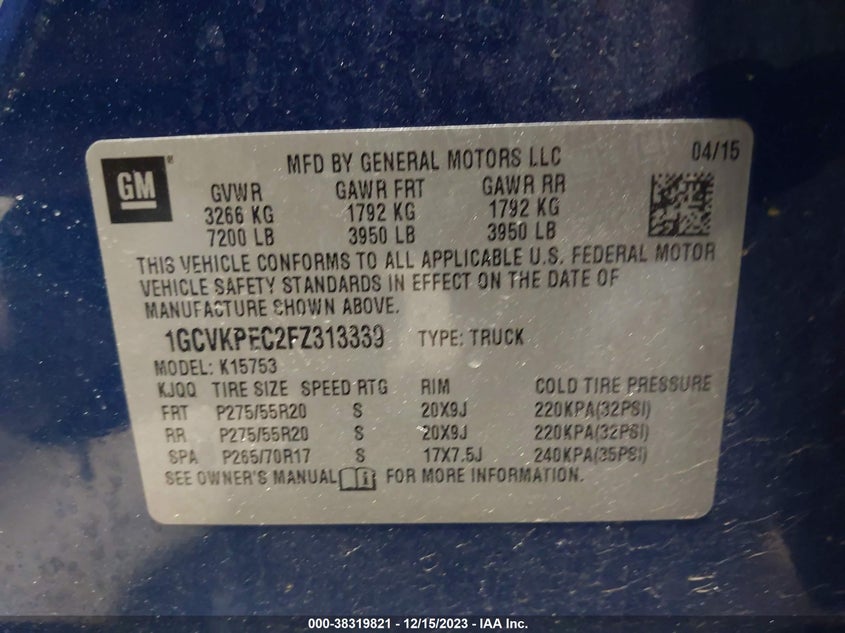 GM
MFD BY GENERAL MOTORS LLC 04/15
GVWR GAWR FRT GAWR RR
3266 KG 1792 KG 1792 KG
7200 LB 3950 LB 3950 LB
THIS VEHICLE CONFORMS TO ALL APPLICABLE U.S. FEDERAL MOTOR
VEHICLE SAFETY STANDARDS IN EFFECT ON THE DATE OF
MANUFACTURE SHOWN ABOVE.
1GCVKPEC2FZ313339 TYPE: TRUCK
MODEL: K15753
KJQQ TIRE SIZE SPEED RTG RIM COLD TIRE PRESSURE
FRT P275/55R20 S 20X9J 220KPA(32PSI)
RR P275/55R20 S 20X9J 220KPA(32PSI)
SPA P265/70R17 S 17X7.5J 240KPA(35PSI)
SEE OWNER'S MANUAL FOR MORE INFORMATION.
000-38319821 - 12/15/2023 - IAA Inc.